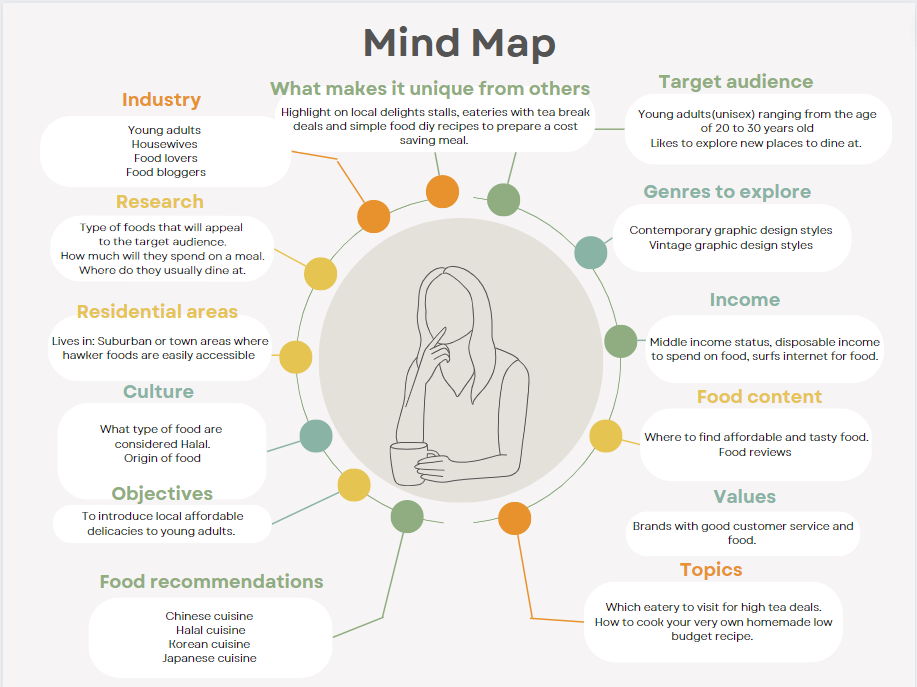 Mind Map
Industry
Young adults
Housewives
Food lovers
Food bloggers
What makes it unique from others
Highlight on local delights stalls, eateries with tea break
deals and simple food diy recipes to prepare a cost
saving meal.
Target audience
Young adults(unisex) ranging from the age
of 20 to 30 years old
Likes to explore new places to dine at.
Research
Type of foods that will appeal
to the target audience.
How much will they spend on a meal.
Where do they usually dine at.
Genres to explore
Contemporary graphic design styles
Vintage graphic design styles
Residential areas
Lives in: Suburban or town areas where
hawker foods are easily accessible
Income
Middle income status, disposable income
to spend on food, surfs internet for food.
Culture
What type of food are
considered Halal.
Origin of food
Food content
Where to find affordable and tasty food.
Food reviews
Objectives
To introduce local affordable
delicacies to young adults.
Values
Brands with good customer service and
food.
Food recommendations
Chinese cuisine
Halal cuisine
Korean cuisine
Japanese cuisine
Topics
Which eatery to visit for high tea deals.
How to cook your very own homemade low
budget recipe.